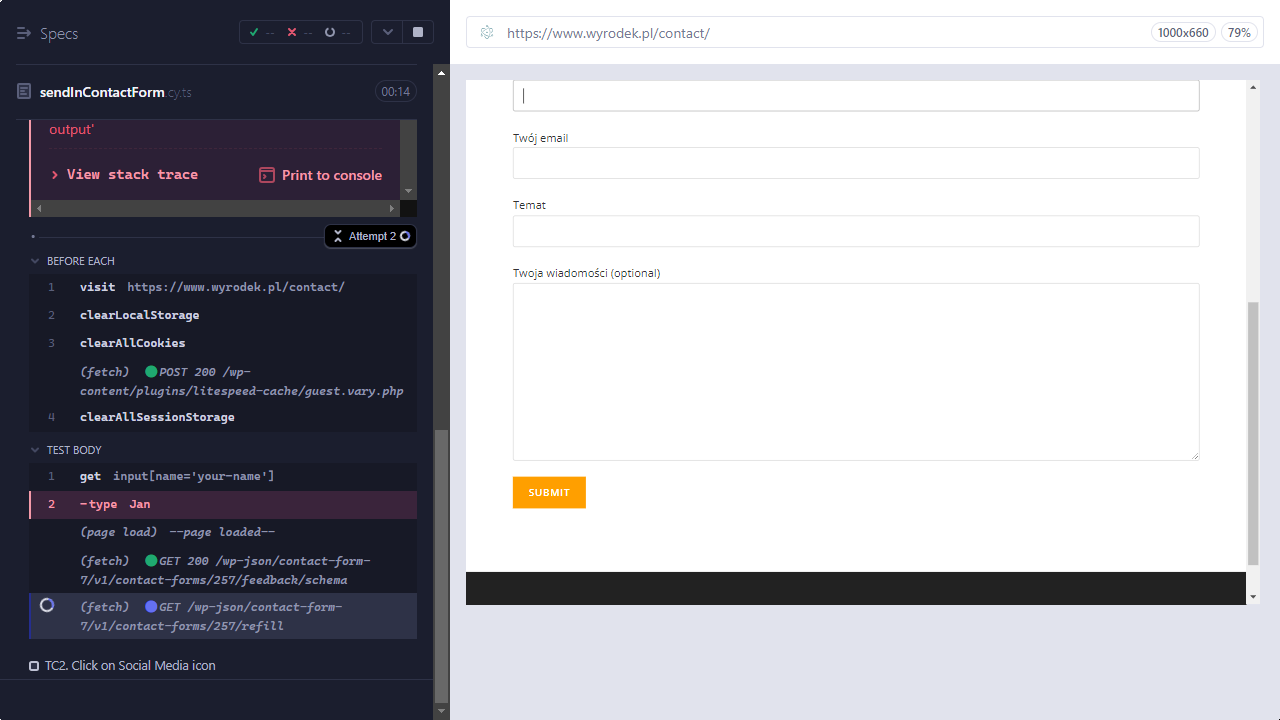 Specs
--
--
--
https://www.wyrodek.pl/contact/
1000x660
79%
sendInContactForm.cy.ts
00:14
output'
View stack trace
Print to console
Attempt 2
BEFORE EACH
1 visit https://www.wyrodek.pl/contact/
2 clearLocalStorage
3 clearAllCookies
(fetch) POST 200 /wp-
content/plugins/litespeed-cache/guest.vary.php
4 clearAllSessionStorage
TEST BODY
1 get input[name='your-name']
2 -type Jan
(page load) --page loaded--
(fetch) GET 200 /wp-json/contact-form-
7/v1/contact-forms/257/feedback/schema
(fetch) GET /wp-json/contact-form-
7/v1/contact-forms/257/refill
TC2. Click on Social Media icon
Twój email
Temat
Twoja wiadomości (optional)
SUBMIT